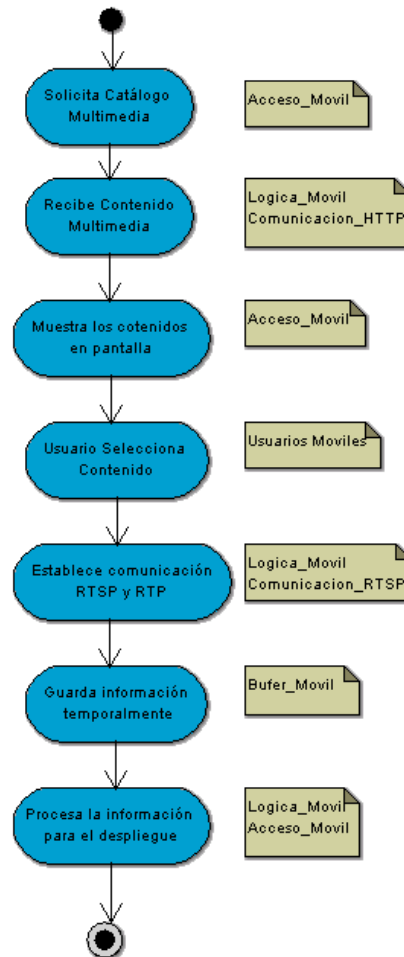 Solicita Catálogo
Multimedia
Acceso_Movil
Recibe Contenido
Multimedia
Logica_Movil
Comunicacion_HTTP
Muestra los cotenidos
en pantalla
Acceso_Movil
Usuario Selecciona
Contenido
Usuarios Moviles
Establece comunicación
RTSP y RTP
Logica_Movil
Comunicacion_RTSP
Guarda información
temporalmente
Bufer_Movil
Procesa la información
para el despliegue
Logica_Movil
Acceso_Movil